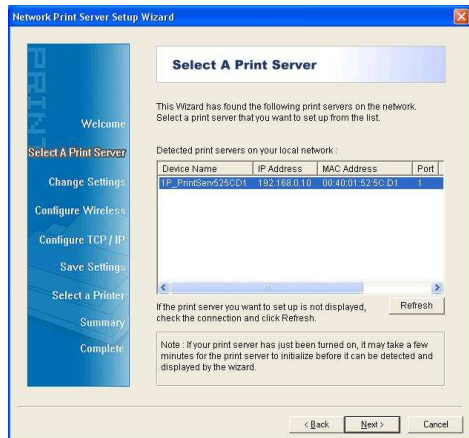 Network Print Server Setup Wizard
PRINT
Welcome
Select A Print Server
Change Settings
Configure Wireless
Configure TCP / IP
Save Settings
Select a Printer
Summary
Complete
Select A Print Server
This Wizard has found the following print servers on the network.
Select a print server that you want to set up from the list.
Detected print servers on your local network :
Device Name IP Address MAC Address Port
1P_PrintServ525CD1 192.168.0.10 00:40:01:52:5C:D1 1
If the print server you want to set up is not displayed,
check the connection and click Refresh.
Refresh
Note : If your print server has just been turned on, it may take a few
minutes for the print server to initialize before it can be detected and
displayed by the wizard.
< Back Next > Cancel